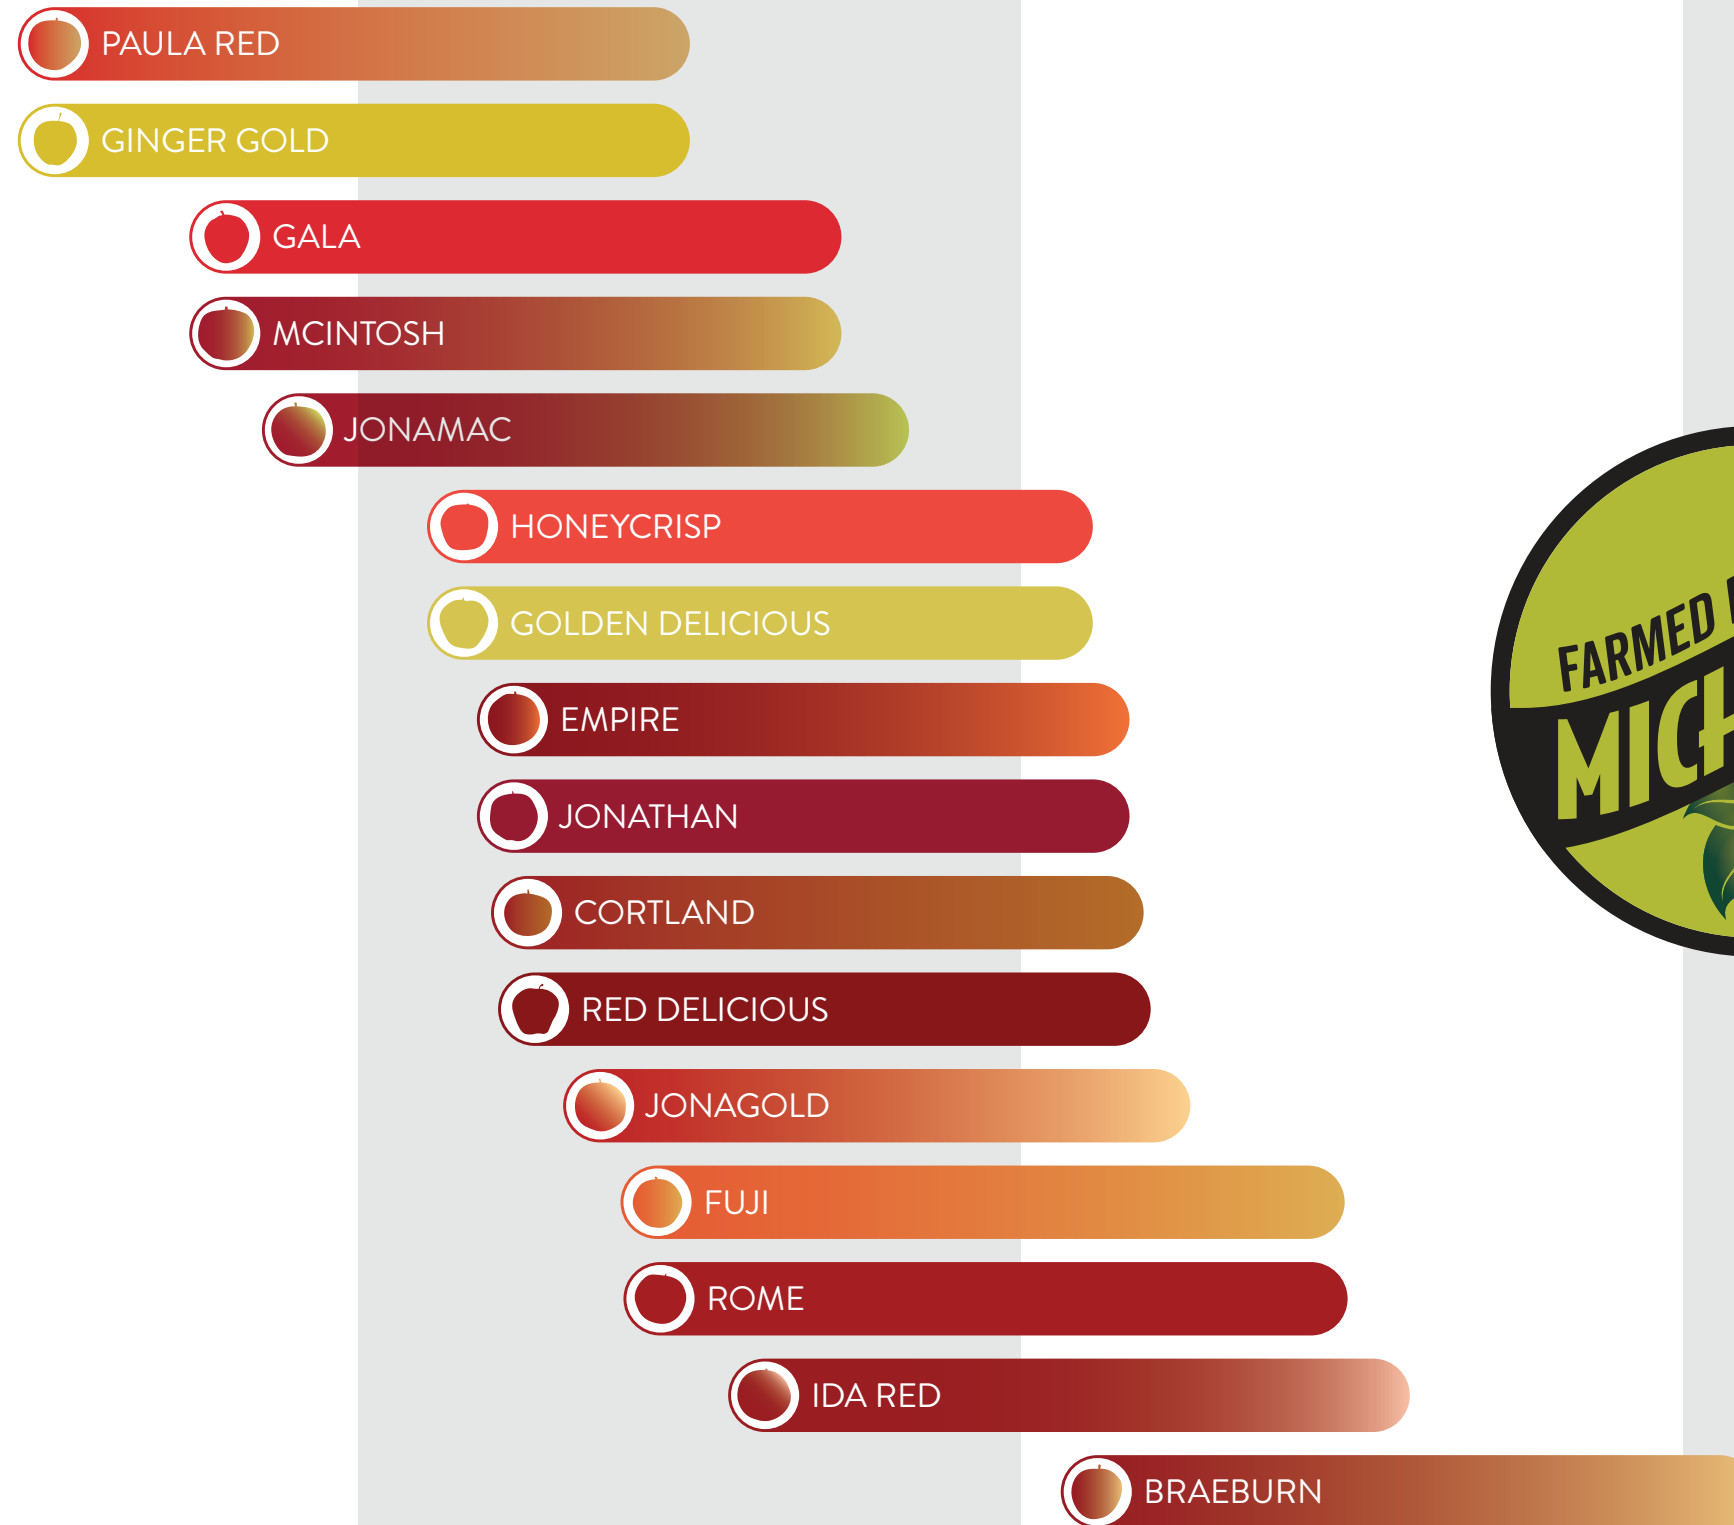 PAULA RED
GINGER GOLD
GALA
MCINTOSH
JONAMAC
HONEYCRISP
GOLDEN DELICIOUS
FARMED
MICH
EMPIRE
JONATHAN
CORTLAND
RED DELICIOUS
JONAGOLD
FUJI
ROME
IDA RED
BRAEBURN